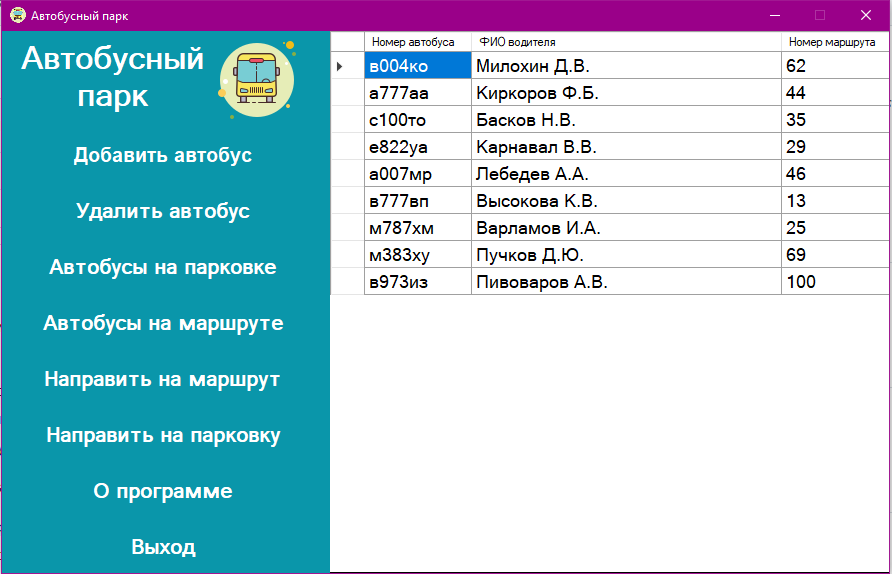 Автобусный парк
Автобусный
парк
Добавить автобус
Удалить автобус
Автобусы на парковке
Автобусы на маршруте
Направить на маршрут
Направить на парковку
О программе
Выход
Номер автобуса ФИО водителя Номер маршрута
в004ко Милохин Д.В. 62
а777аа Киркоров Ф.Б. 44
с100то Басков Н.В. 35
е822уа Карнавал В.В. 29
а007мр Лебедев А.А. 46
в777вп Высокова К.В. 13
м787хм Варламов И.А. 25
м383ху Пучков Д.Ю. 69
в973из Пивоваров А.В. 100